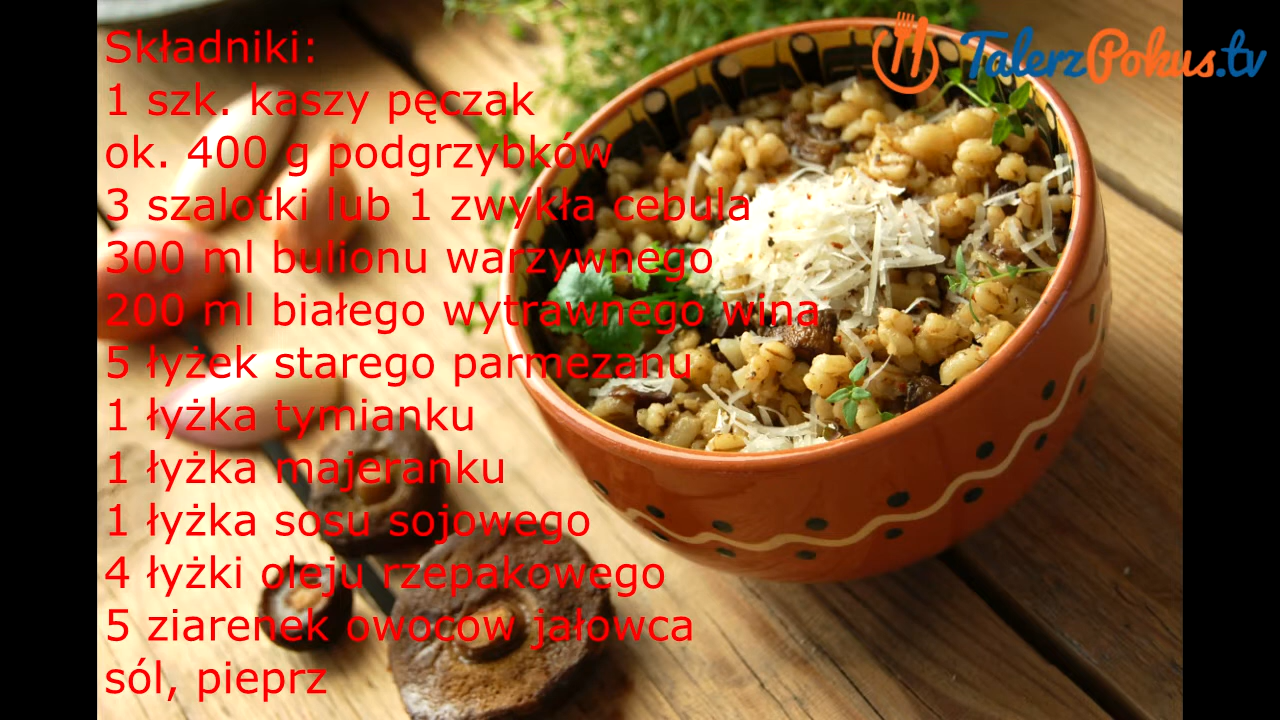 Składniki:
1 szk. kaszy pęczak
ok. 400 g podgrzybków
3 szalotki lub 1 zwykła cebula
300 ml bulionu warzywnego
200 ml białego wytrawnego wina
5 łyżek starego parmezanu
1 łyżka tymianku
1 łyżka majeranku
1 łyżka sosu sojowego
4 łyżki oleju rzepakowego
5 ziarenek owocow jałowca
sól, pieprz
TalerzPokus.tv